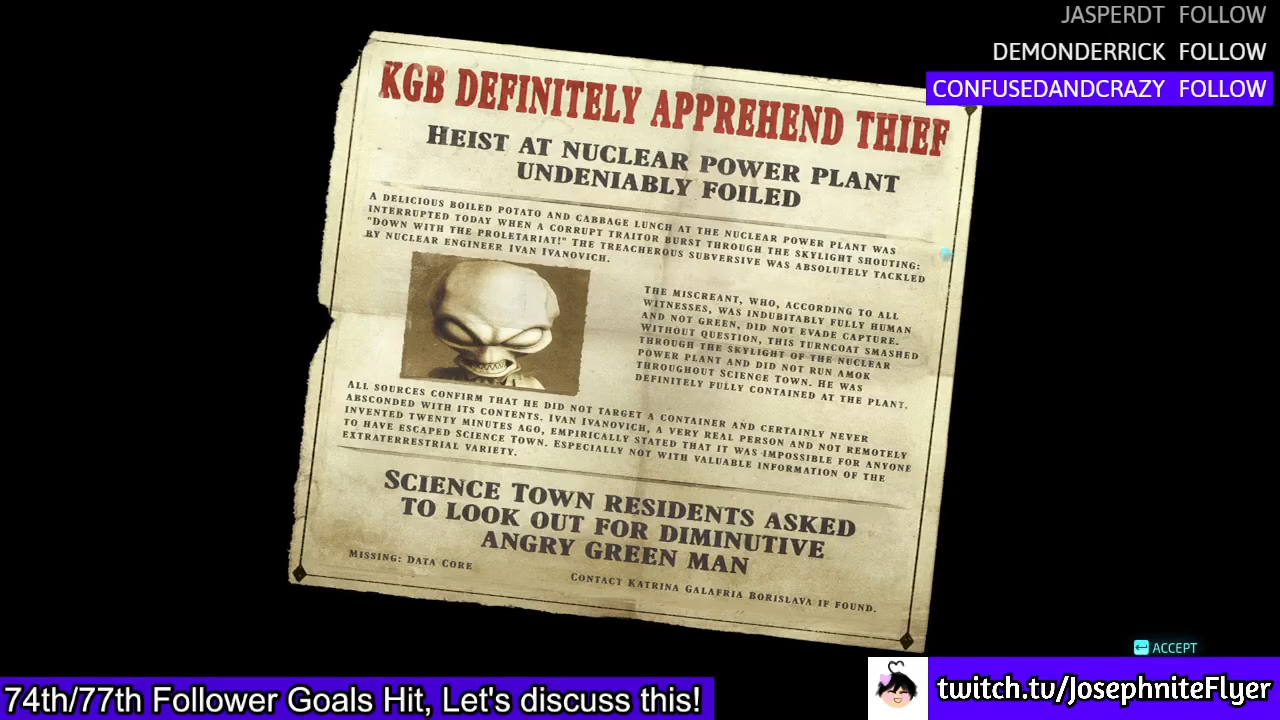 JASPERDT FOLLOW
DEMONDERRICK FOLLOW
CONFUSEDANDCRAZY FOLLOW
KGB DEFINITELY APPREHEND THIEF
HEIST AT NUCLEAR POWER PLANT
UNDENIABLY FOILED
A DELICIOUS BOILED POTATO AND CABBAGE LUNCH AT THE NUCLEAR POWER PLANT WAS
INTERRUPTED TODAY WHEN A CORRUPT TRAITOR BURST THROUGH THE SKYLIGHT SHOUTING:
"DOWN WITH THE PROLETARIAT!" THE TREACHEROUS SUBVERSIVE WAS ABSOLUTELY TACKLED
BY NUCLEAR ENGINEER IVAN IVANOVICH.
THE MISCREANT, WHO, ACCORDING TO ALL
WITNESSES, WAS INDUBITABLY FULLY HUMAN
AND NOT GREEN, DID NOT EVADE CAPTURE.
WITHOUT QUESTION, THIS TURNCOAT SMASHED
THROUGH THE SKYLIGHT OF THE NUCLEAR
POWER PLANT AND DID NOT RUN AMOK
THROUGHOUT SCIENCE TOWN. HE WAS
DEFINITELY FULLY CONTAINED AT THE PLANT.
ALL SOURCES CONFIRM THAT HE DID NOT TARGET A CONTAINER AND CERTAINLY NEVER
ABSCONDED WITH ITS CONTENTS. IVAN IVANOVICH, A VERY REAL PERSON AND NOT REMOTELY
INVENTED TWENTY MINUTES AGO, EMPIRICALLY STATED THAT IT WAS IMPOSSIBLE FOR ANYONE
TO HAVE ESCAPED SCIENCE TOWN. ESPECIALLY NOT WITH VALUABLE INFORMATION OF THE
EXTRATERRESTRIAL VARIETY.
SCIENCE TOWN RESIDENTS ASKED
TO LOOK OUT FOR DIMINUTIVE
ANGRY GREEN MAN
MISSING: DATA CORE
CONTACT KATRINA GALAFRIA BORISLAVA IF FOUND.
ACCEPT
74th/77th Follower Goals Hit, Let's discuss this!
twitch.tv/JosephniteFlyer